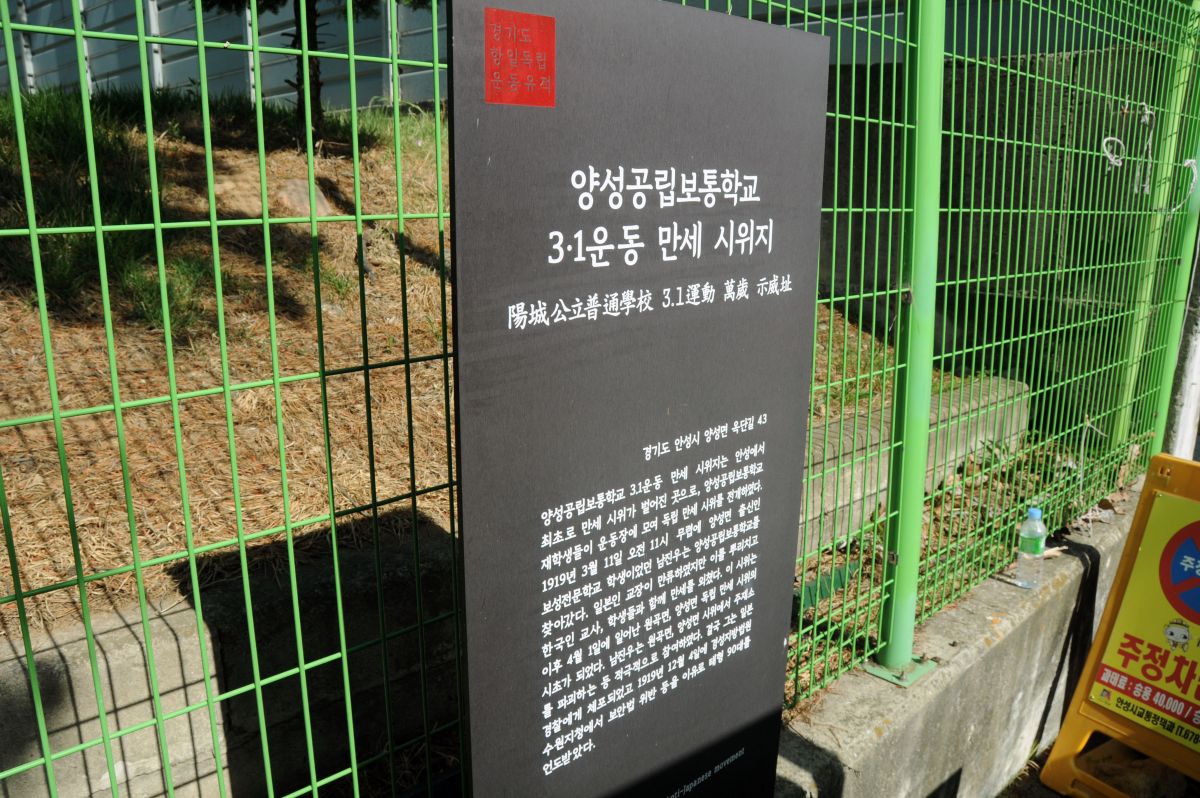 경기도
항일독립
운동유적
양성공립보통학교
3·1운동 만세 시위지
陽城公立普通學校 3.1運動 萬歲 示威址
경기도 안성시 양성면 옥단길 43
양성공립보통학교 3.1운동 만세 시위지는 안성에서
최초로 만세 시위가 벌어진 곳으로, 양성공립보통학교
재학생들이 운동장에 모여 독립 만세 시위를 전개하였다.
1919년 3월 11일 오전 11시 무렵에 양성면 출신인
보성전문학교 학생이었던 남진우는 양성공립보통학교를
찾아갔다. 일본인 교장이 만류하였지만 이를 뿌리치고
한국인 교사, 학생들과 함께 만세를 외쳤다. 이 시위는
이후 4월 1일에 일어난 원곡면, 양성면 독립 만세 시위의
시초가 되었다. 남진우는 원곡면, 양성면 시위에서 주재소
를 파괴하는 등 적극적으로 참여하였다. 결국 그는 일본
경찰에게 체포되었고 1919년 12월 4일에 경성지방법원
수원지청에서 보안법 위반 등을 이유로 태형 90대를
언도받았다.
anti-Japanese movement
주정
주정차
과태료 : 승용 40,000 /
안성시교통정책과 (T.678-